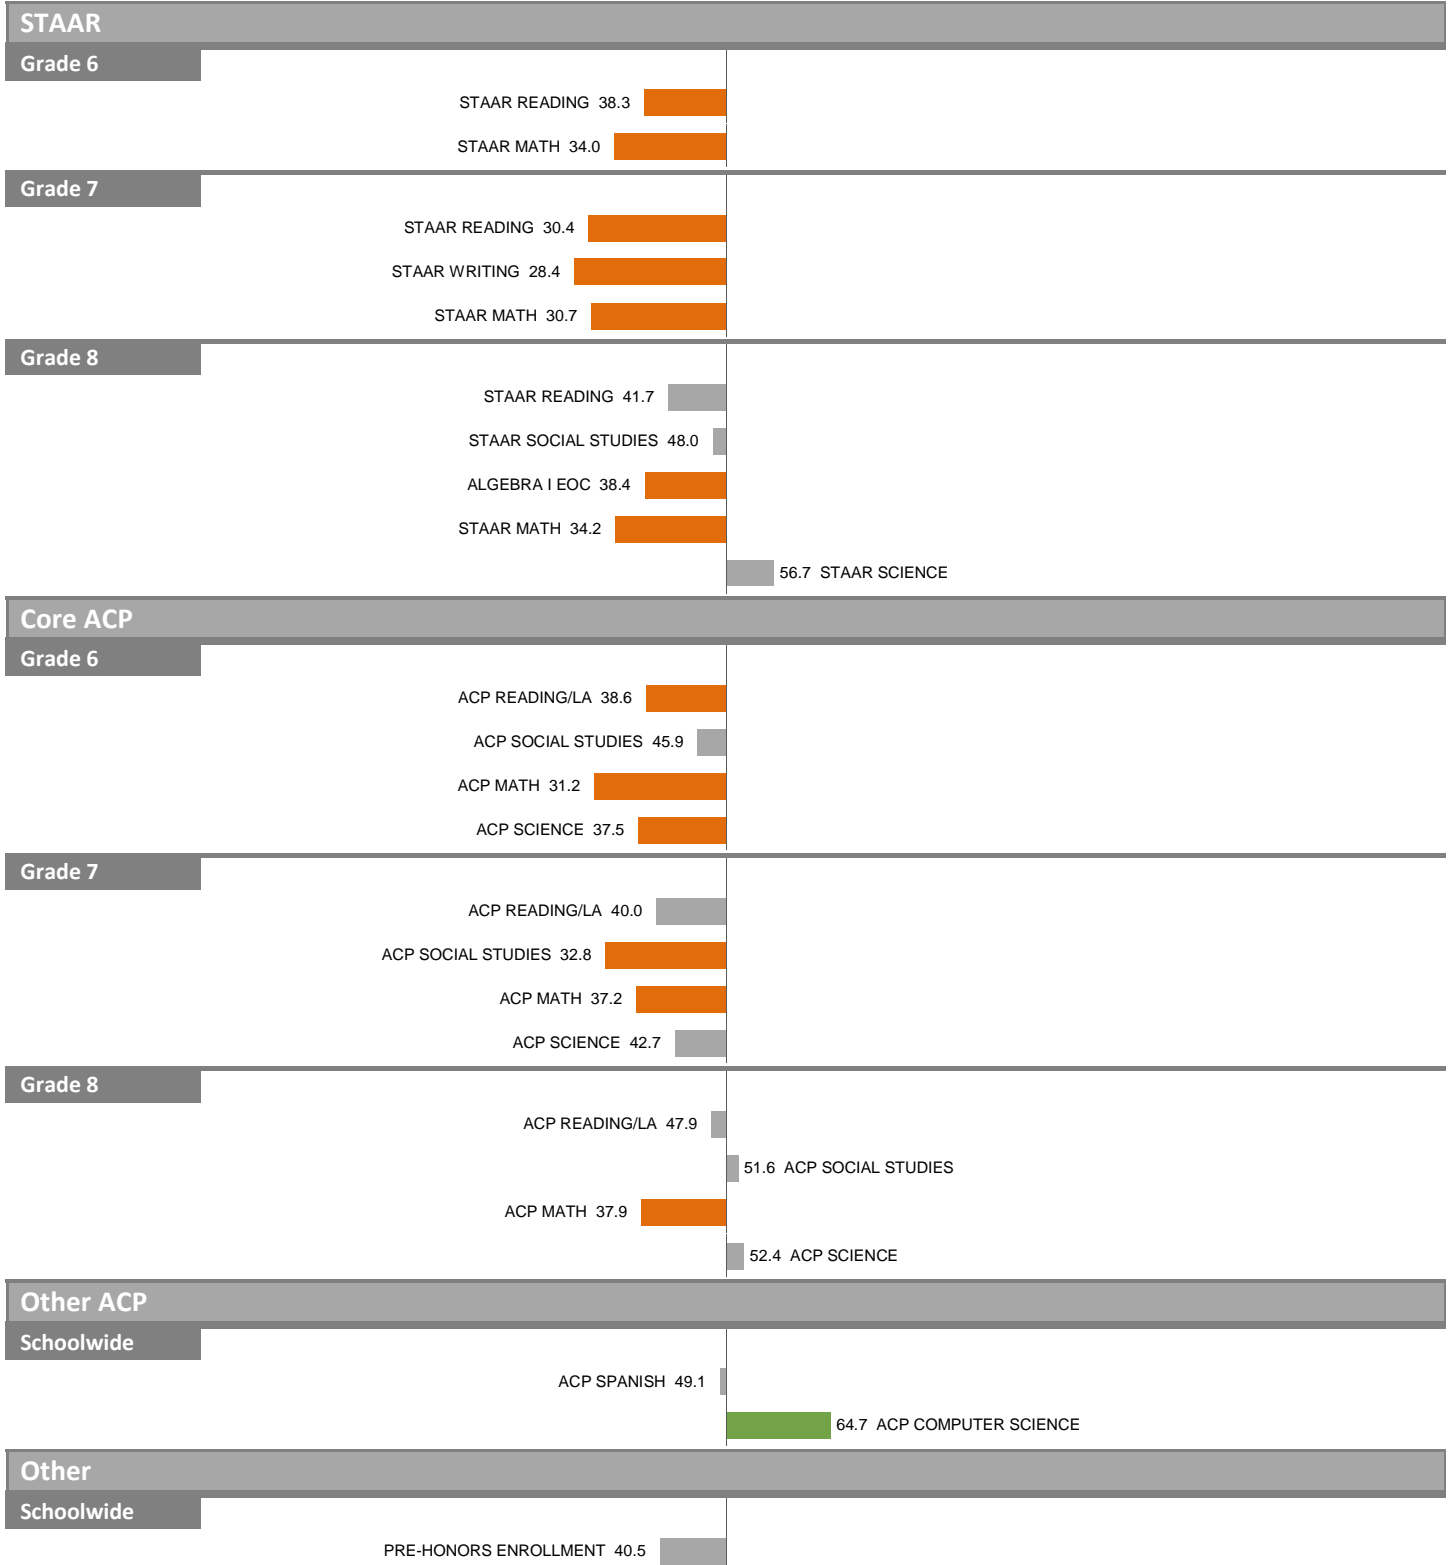 STAAR
Grade 6
STAAR READING 38.3
STAAR MATH 34.0
Grade 7
STAAR READING 30.4
STAAR WRITING 28.4
STAAR MATH 30.7
Grade 8
STAAR READING 41.7
STAAR SOCIAL STUDIES 48.0
ALGEBRA I EOC 38.4
STAAR MATH 34.2
56.7 STAAR SCIENCE
Core ACP
Grade 6
ACP READING/LA 38.6
ACP SOCIAL STUDIES 45.9
ACP MATH 31.2
ACP SCIENCE 37.5
Grade 7
ACP READING/LA 40.0
ACP SOCIAL STUDIES 32.8
ACP MATH 37.2
ACP SCIENCE 42.7
Grade 8
ACP READING/LA 47.9
51.6 ACP SOCIAL STUDIES
ACP MATH 37.9
52.4 ACP SCIENCE
Other ACP
Schoolwide
ACP SPANISH 49.1
64.7 ACP COMPUTER SCIENCE
Other
Schoolwide
PRE-HONORS ENROLLMENT 40.5